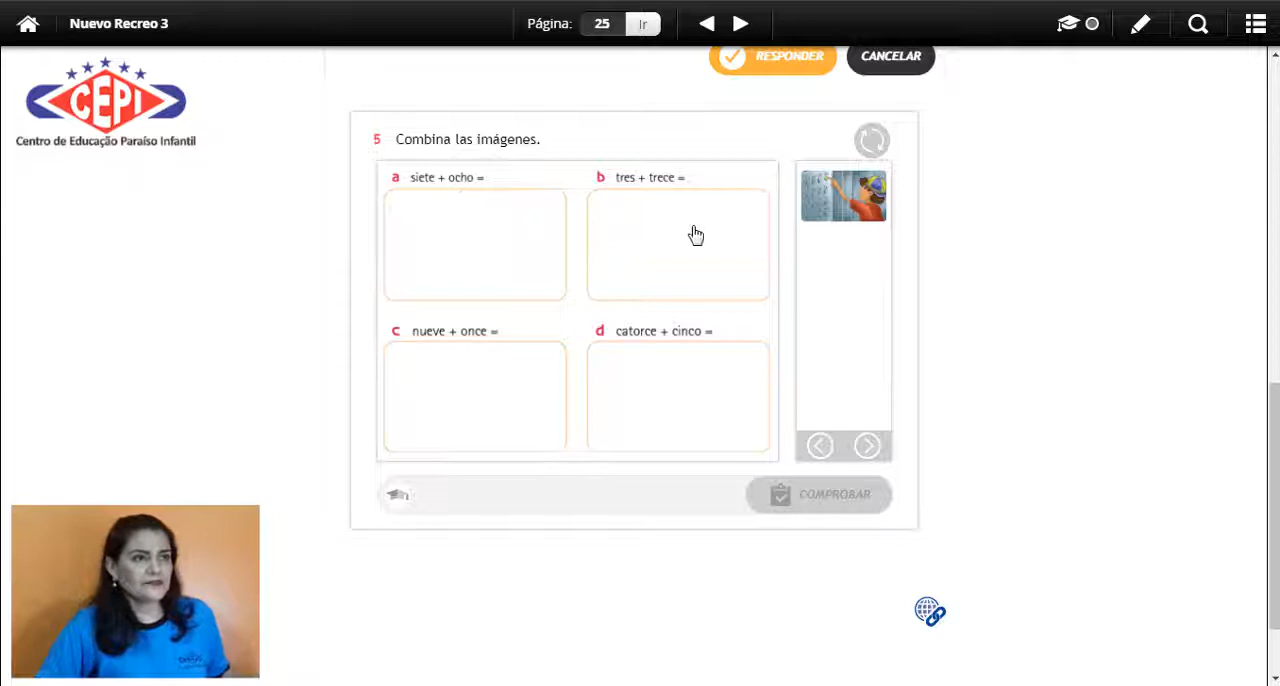 Nuevo Recreo 3
Página: 25 Ir
CEPI
Centro de Educação Paraíso Infantil
RESPONDER
CANCELAR
5 Combina las imágenes.
a siete + ocho =
b tres + trece =
c nueve + once =
d catorce + cinco =
COMPROBAR